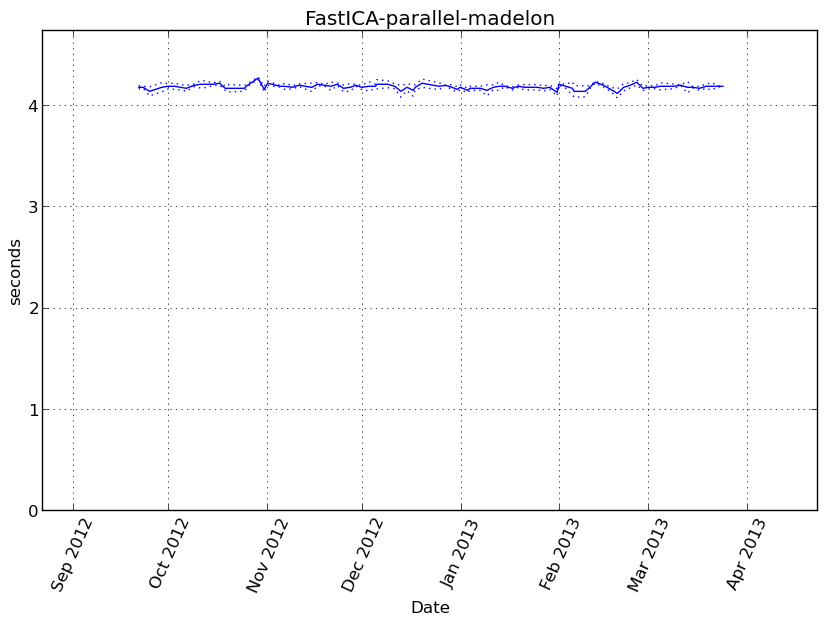 FastICA-parallel-madelon
4
3
2
1
0
seconds
Sep 2012
Oct 2012
Nov 2012
Dec 2012
Jan 2013
Feb 2013
Mar 2013
Apr 2013
Date